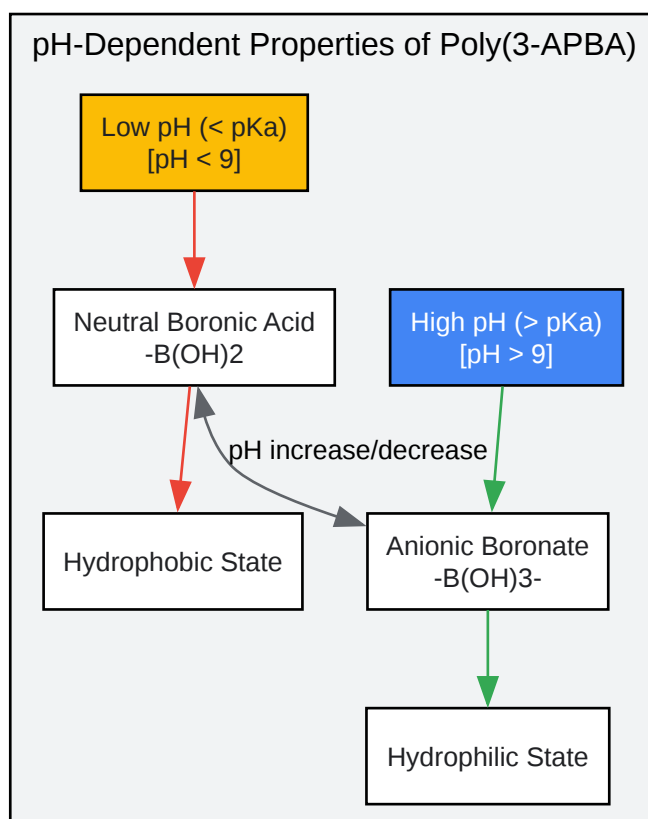 pH-Dependent Properties of Poly(3-APBA)
Low pH (< pKa)
[pH < 9]
Neutral Boronic Acid
-B(OH)2
High pH (> pKa)
[pH > 9]
pH increase/decrease
Hydrophobic State
Anionic Boronate
-B(OH)3-
Hydrophilic State